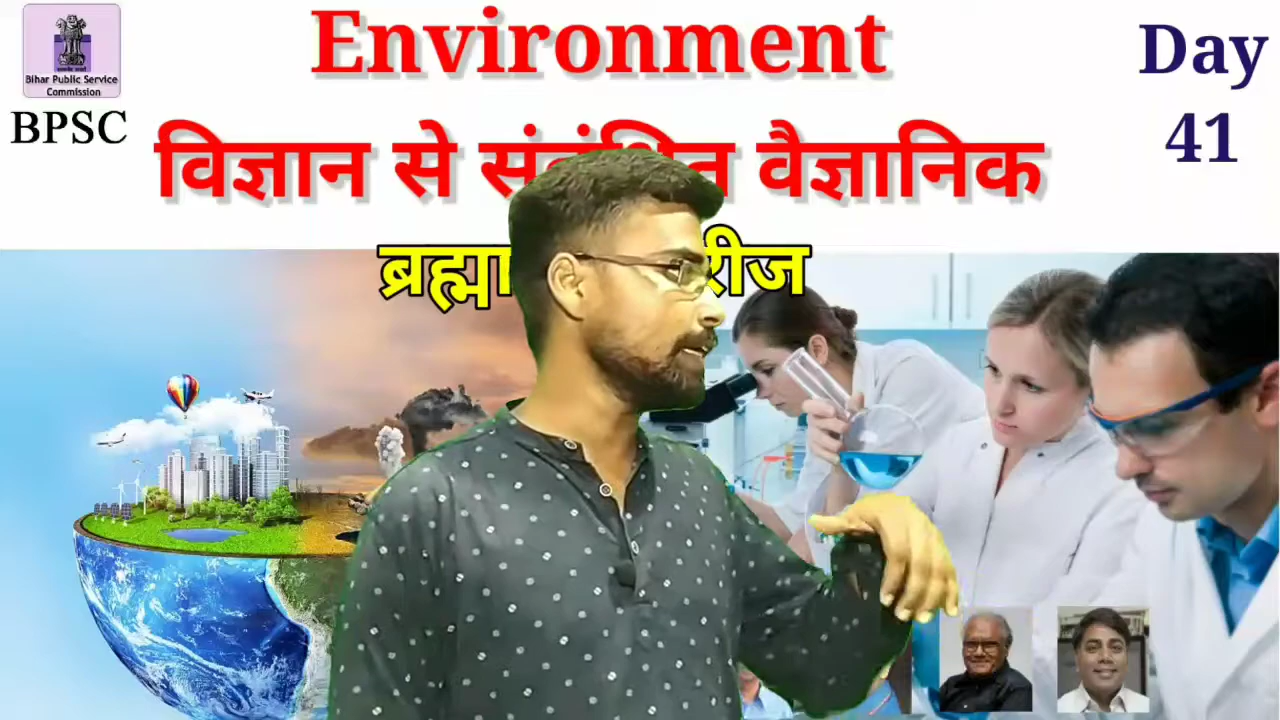 Environment
Day
41
Bihar Public Service
Commission
BPSC
विज्ञान से वैज्ञानिक